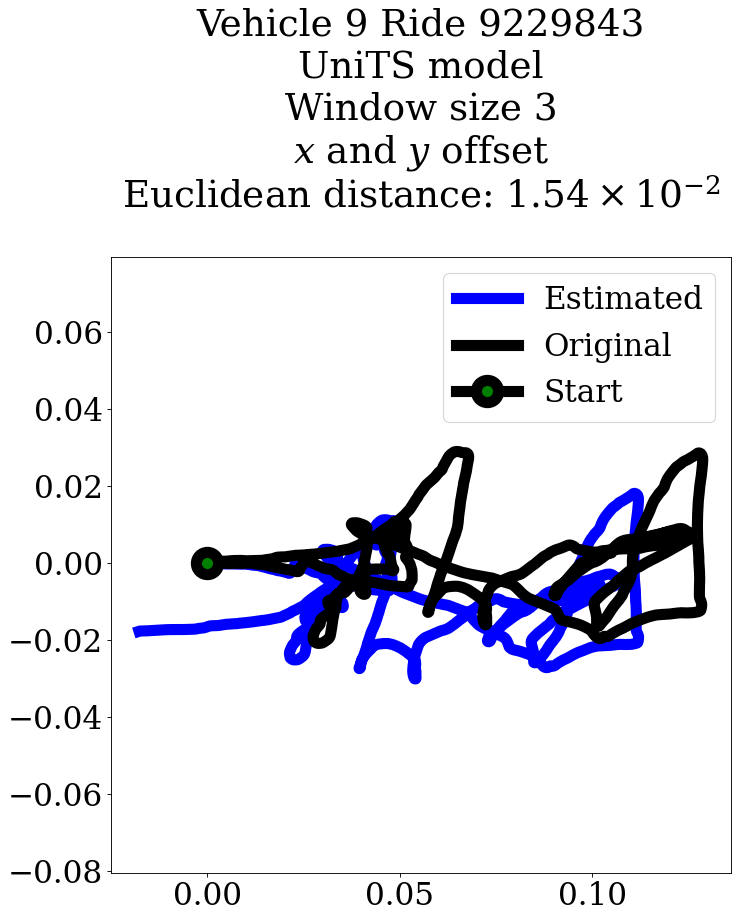 Vehicle 9 Ride 9229843
UniTS model
Window size 3
x and y offset
Euclidean distance: 1.54 × 10⁻²
Estimated
Original
Start
0.06
0.04
0.02
0.00
−0.02
−0.04
−0.06
−0.08
0.00 0.05 0.10